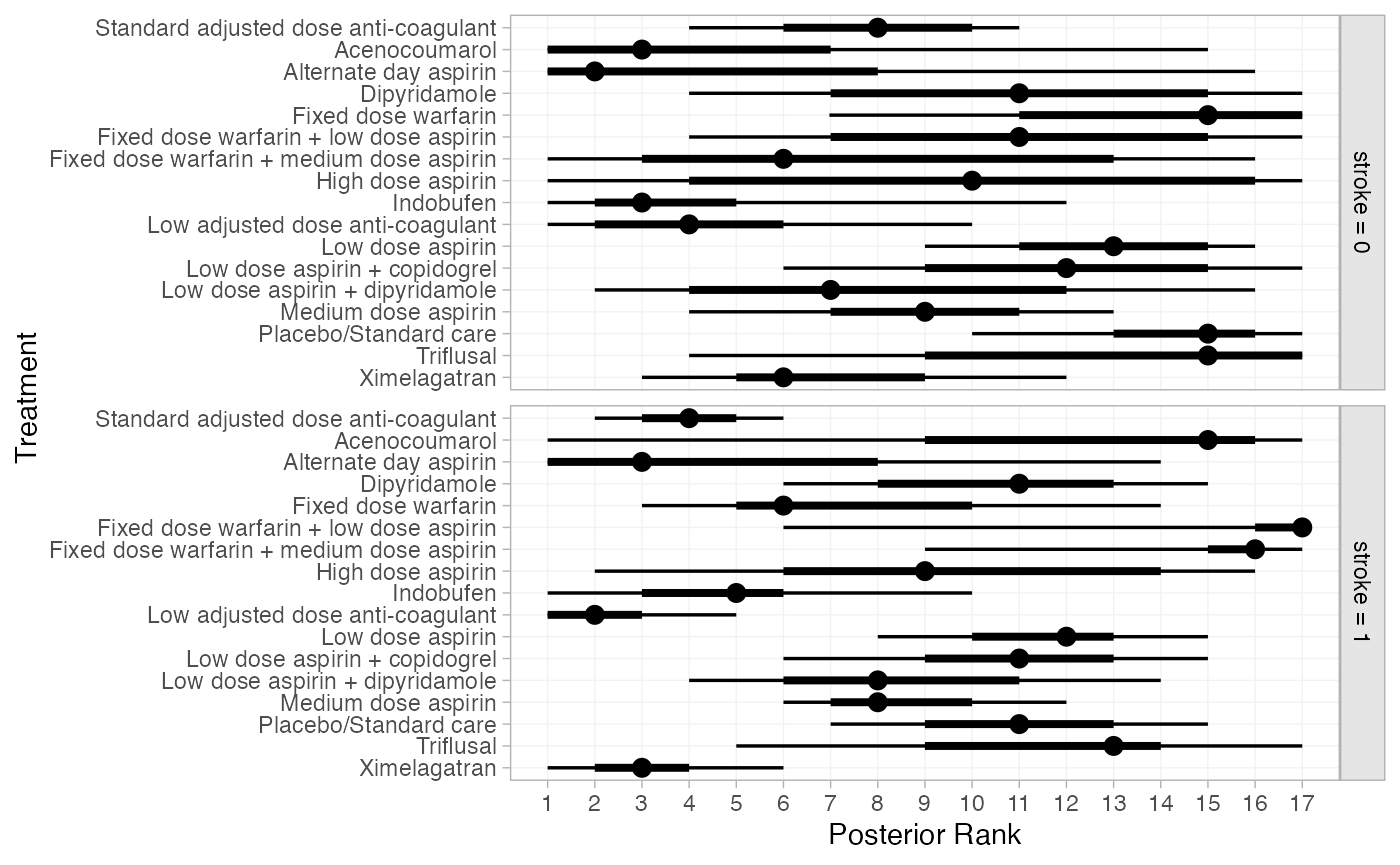 Standard adjusted dose anti-coagulant
Acenocoumarol
Alternate day aspirin
Dipyridamole
Fixed dose warfarin
Fixed dose warfarin + low dose aspirin
Fixed dose warfarin + medium dose aspirin
High dose aspirin
Indobufen
Low adjusted dose anti-coagulant
Low dose aspirin
Low dose aspirin + copidogrel
Low dose aspirin + dipyridamole
Medium dose aspirin
Placebo/Standard care
Triflusal
Ximelagatran
stroke = 0
Standard adjusted dose anti-coagulant
Acenocoumarol
Alternate day aspirin
Dipyridamole
Fixed dose warfarin
Fixed dose warfarin + low dose aspirin
Fixed dose warfarin + medium dose aspirin
High dose aspirin
Indobufen
Low adjusted dose anti-coagulant
Low dose aspirin
Low dose aspirin + copidogrel
Low dose aspirin + dipyridamole
Medium dose aspirin
Placebo/Standard care
Triflusal
Ximelagatran
stroke = 1
Treatment
1 2 3 4 5 6 7 8 9 10 11 12 13 14 15 16 17
Posterior Rank